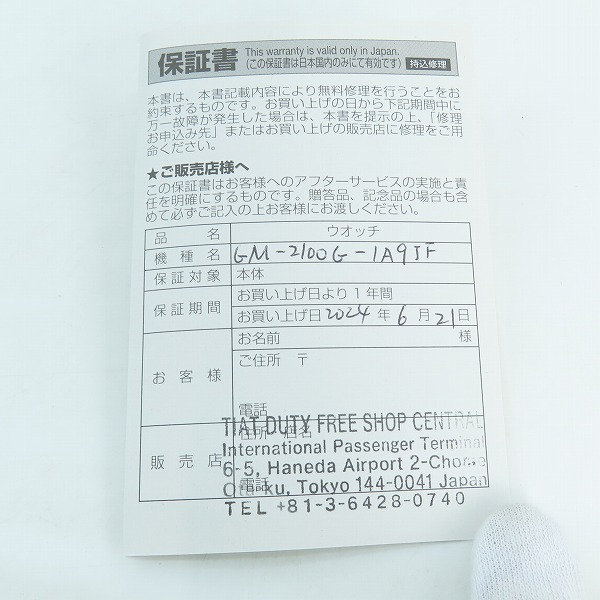 保証書
This warranty is valid only in Japan.
(この保証書は日本国内のみにて有効です)
持込修理
本書は、本書記載内容により無料修理を行うことをお
約束するものです。お買い上げの日から下記期間中に
万一故障が発生した場合は、本書を提示の上、「修理
お申込み先」またはお買い上げの販売店に修理をご用
命ください。
★ご販売店様へ
この保証書はお客様へのアフターサービスの実施と責
任を明確にするものです。贈答品、記念品の場合も含
めて必ずご記入の上お客様にお渡しください。
品名 ウオッチ
機種名 GM-2100G-1A9JF
保証対象 本体
保証期間 お買い上げ日より1年間
お買い上げ日 2024年 6月21日
お客様 お名前 様
ご住所 〒
電話
販売店 住所・店名
TIAT DUTY FREE SHOP CENTRAL
International Passenger Terminal
6-5, Haneda Airport 2-Chome
電話
Ota-ku, Tokyo 144-0041 Japan
TEL +81-3-6428-0740